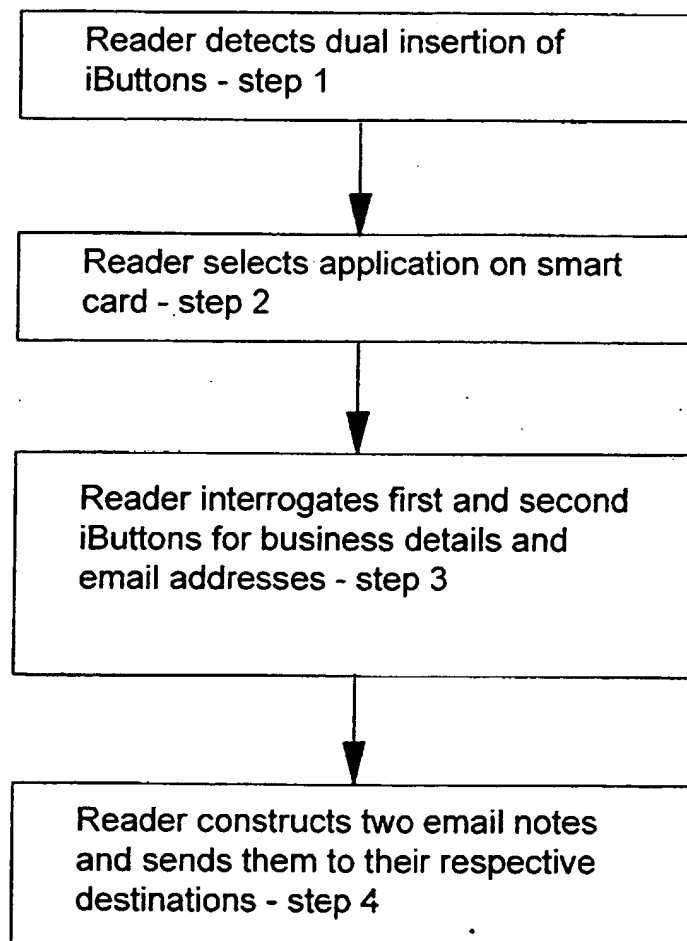 Reader detects dual insertion of
iButtons - step 1
Reader selects application on smart
card - step 2
Reader interrogates first and second
iButtons for business details and
email addresses - step 3
Reader constructs two email notes
and sends them to their respective
destinations - step 4